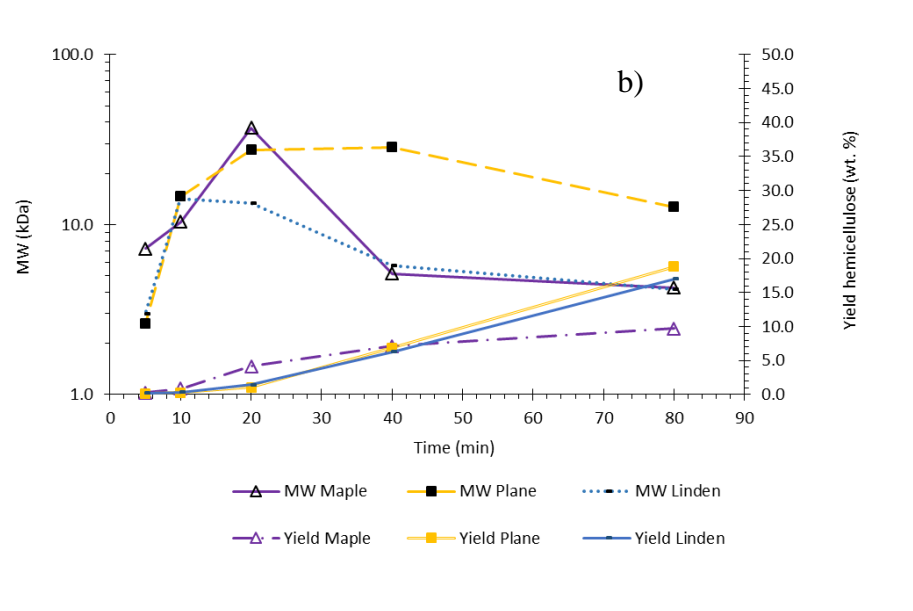 b)
100.0
10.0
1.0
MW (kDa)
50.0
45.0
40.0
35.0
30.0
25.0
20.0
15.0
10.0
5.0
0.0
Yield hemicellulose (wt. %)
0 10 20 30 40 50 60 70 80 90
Time (min)
MW Maple MW Plane MW Linden
Yield Maple Yield Plane Yield Linden